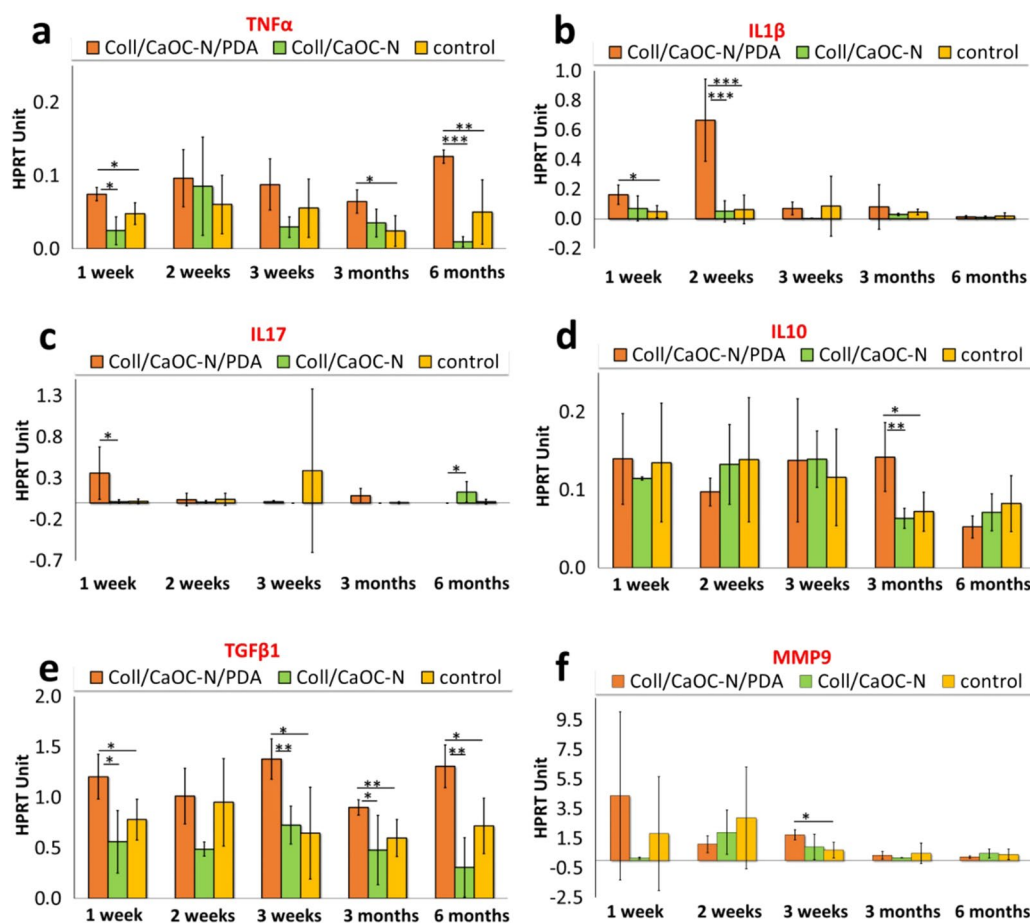 a
TNFα
Coll/CaOC-N/PDA Coll/CaOC-N control
HPRT Unit
0.2
0.1
0.0
* * * *** **
1 week 2 weeks 3 weeks 3 months 6 months
b
IL1β
Coll/CaOC-N/PDA Coll/CaOC-N control
HPRT Unit
1.0
0.8
0.6
0.4
0.2
0.0
-0.2
* *** ***
1 week 2 weeks 3 weeks 3 months 6 months
c
IL17
Coll/CaOC-N/PDA Coll/CaOC-N control
HPRT Unit
1.3
0.8
0.3
-0.2
-0.7
* *
1 week 2 weeks 3 weeks 3 months 6 months
d
IL10
Coll/CaOC-N/PDA Coll/CaOC-N control
HPRT Unit
0.2
0.1
0.0
* **
1 week 2 weeks 3 weeks 3 months 6 months
e
TGFβ1
Coll/CaOC-N/PDA Coll/CaOC-N control
HPRT Unit
2.0
1.5
1.0
0.5
0.0
* * * ** ** * * **
1 week 2 weeks 3 weeks 3 months 6 months
f
MMP9
Coll/CaOC-N/PDA Coll/CaOC-N control
HPRT Unit
9.5
7.5
5.5
3.5
1.5
-0.5
-2.5
*
1 week 2 weeks 3 weeks 3 months 6 months